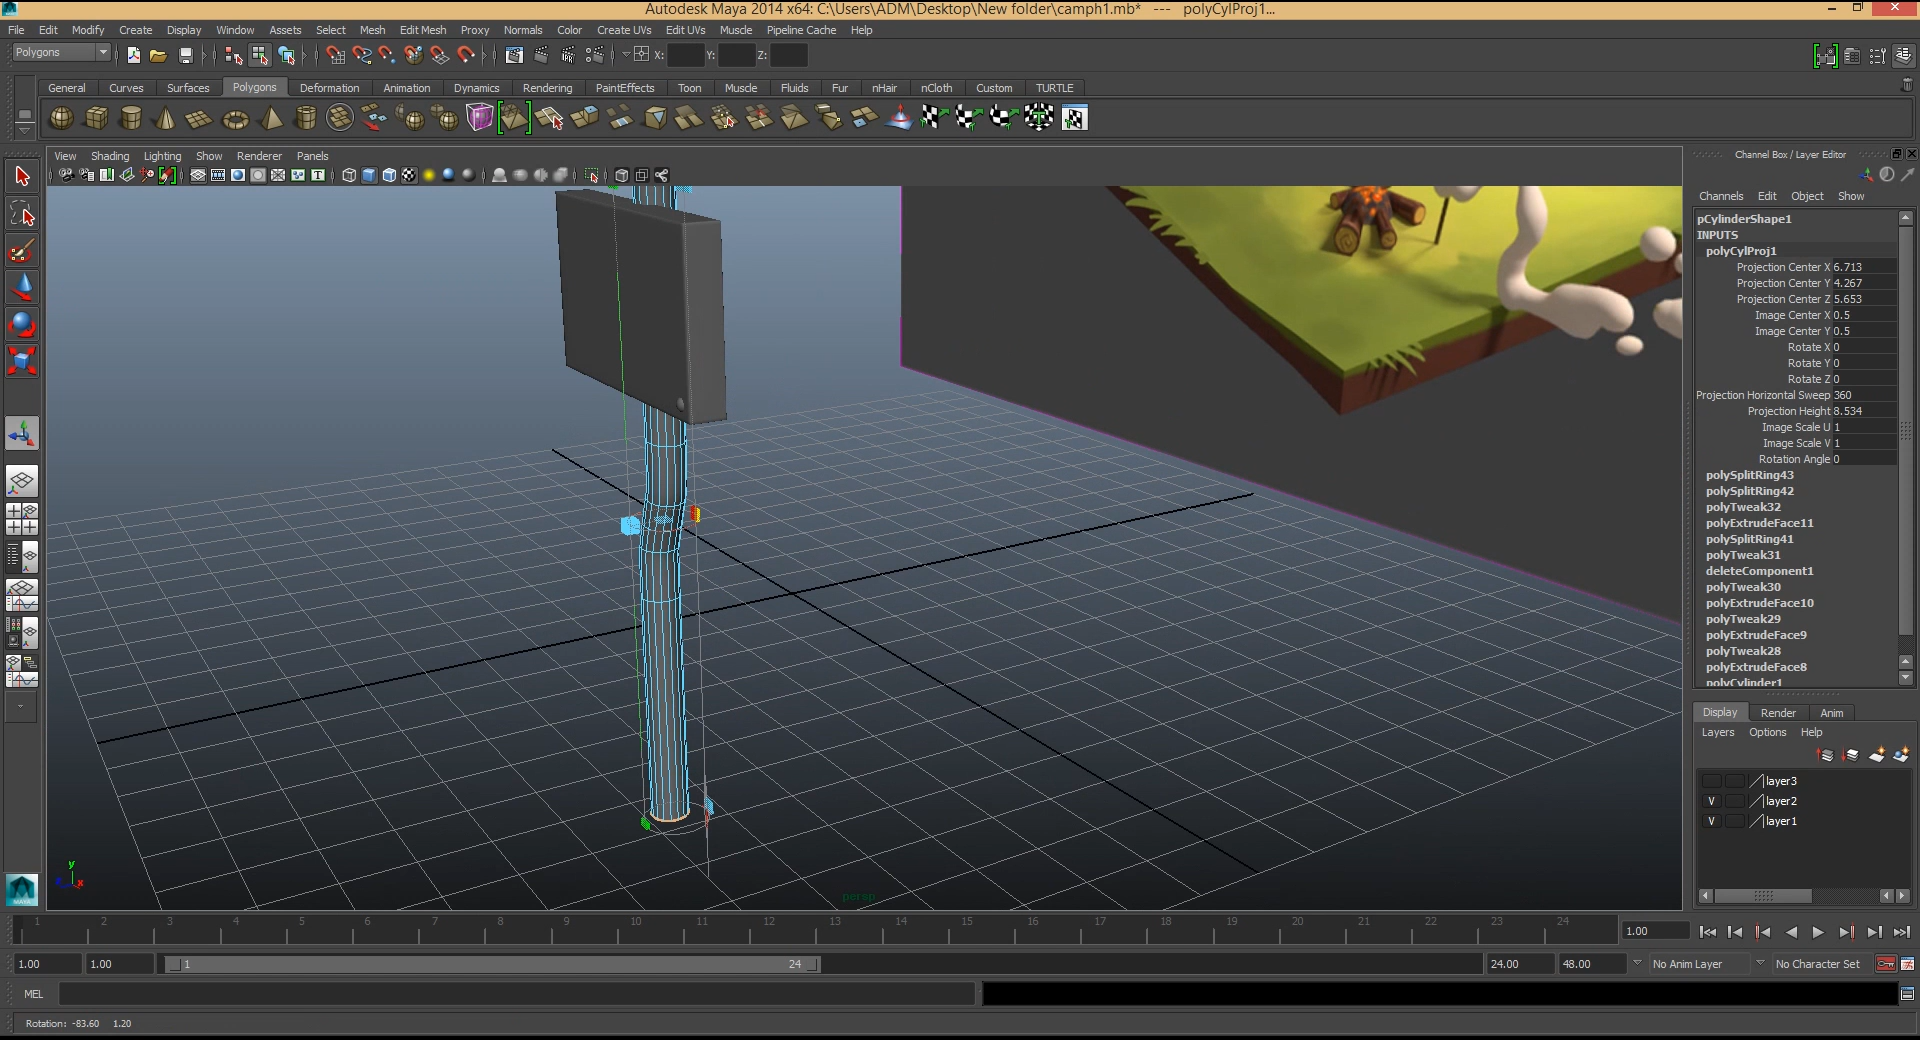 Autodesk Maya 2014 x64: C:\Users\ADM\Desktop\New folder\camph1.mb*   ---   polyCylProj1...
File Edit Modify Create Display Window Assets Select Mesh Edit Mesh Proxy Normals Color Create UVs Edit UVs Muscle Pipeline Cache Help
Polygons X: Y: Z:
General Curves Surfaces Polygons Deformation Animation Dynamics Rendering PaintEffects Toon Muscle Fluids Fur nHair nCloth Custom TURTLE
View Shading Lighting Show Renderer Panels
Channel Box / Layer Editor
Channels Edit Object Show
pCylinderShape1
INPUTS
polyCylProj1
Projection Center X 6.713
Projection Center Y 4.267
Projection Center Z 5.653
Image Center X 0.5
Image Center Y 0.5
Rotate X 0
Rotate Y 0
Rotate Z 0
Projection Horizontal Sweep 360
Projection Height 8.534
Image Scale U 1
Image Scale V 1
Rotation Angle 0
polySplitRing43
polySplitRing42
polyTweak32
polyExtrudeFace11
polySplitRing41
polyTweak31
deleteComponent1
polyTweak30
polyExtrudeFace10
polyTweak29
polyExtrudeFace9
polyTweak28
polyExtrudeFace8
polyCylinder1
Display Render Anim
Layers Options Help
layer3
V layer2
V layer1
y
x
persp
1 2 3 4 5 6 7 8 9 10 11 12 13 14 15 16 17 18 19 20 21 22 23 24 1.00
1.00 1.00 1 24 24.00 48.00 No Anim Layer No Character Set
MEL
Rotation: -83.60 1.20